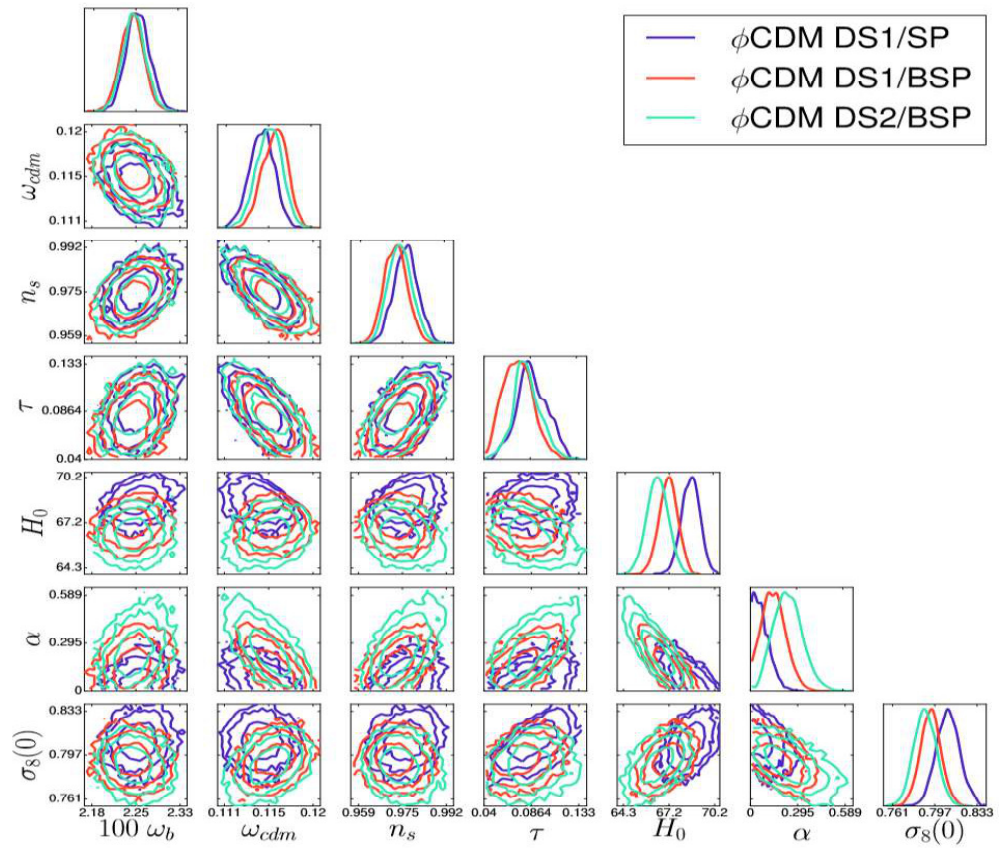 ϕCDM DS1/SP
ϕCDM DS1/BSP
ϕCDM DS2/BSP
ω_cdm
0.12
0.115
0.111
n_s
0.992
0.975
0.959
τ
0.133
0.0864
0.04
H_0
70.2
67.2
64.3
α
0.589
0.295
0
σ_8(0)
0.833
0.797
0.761
2.18 2.25 2.33 0.111 0.115 0.12 0.959 0.975 0.992 0.04 0.0864 0.133 64.3 67.2 70.2 0 0.295 0.589 0.761 0.797 0.833
100 ω_b ω_cdm n_s τ H_0 α σ_8(0)